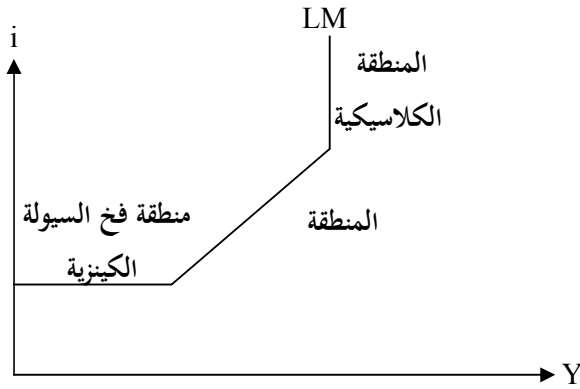 LM
i
المنطقة
الكلاسيكية
منطقة فخ السيولة
الكينزية
المنطقة
Y